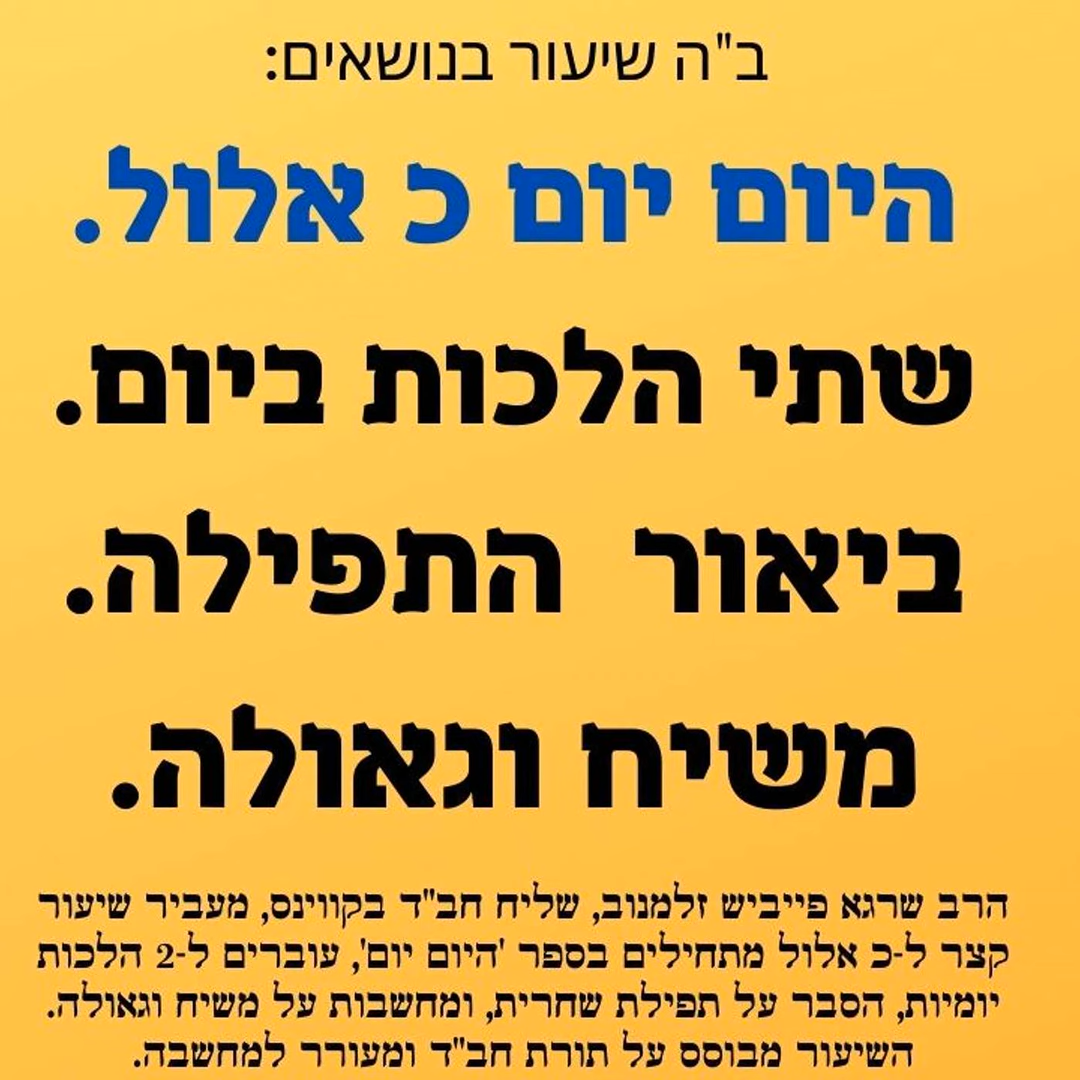 ב"ה שיעור בנושאים:
היום יום כ אלול.
שתי הלכות ביום.
ביאור התפילה.
משיח וגאולה.
הרב שרגא פייביש זלמנוב, שליח חב"ד בקווינס, מעביר שיעור
קצר ל-כ אלול מתחילים בספר 'היום יום', עוברים ל-2 הלכות
יומיות, הסבר על תפילת שחרית, ומחשבות על משיח וגאולה.
השיעור מבוסס על תורת חב"ד ומעורר למחשבה.